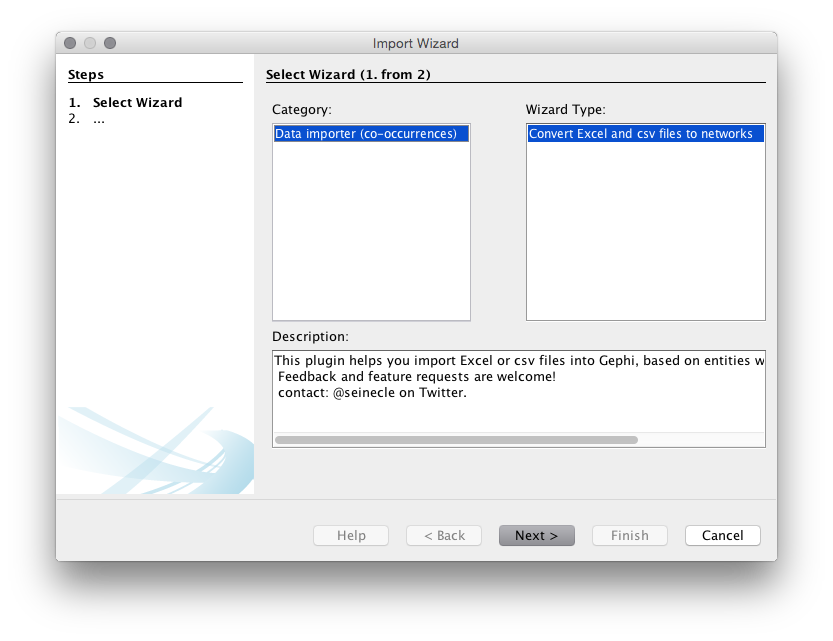 Import Wizard
Steps
1. Select Wizard
2. ...
Select Wizard (1. from 2)
Category:
Data importer (co-occurrences)
Wizard Type:
Convert Excel and csv files to networks
Description:
This plugin helps you import Excel or csv files into Gephi, based on entities
Feedback and feature requests are welcome!
contact: @seinecle on Twitter.
Help
< Back
Next >
Finish
Cancel